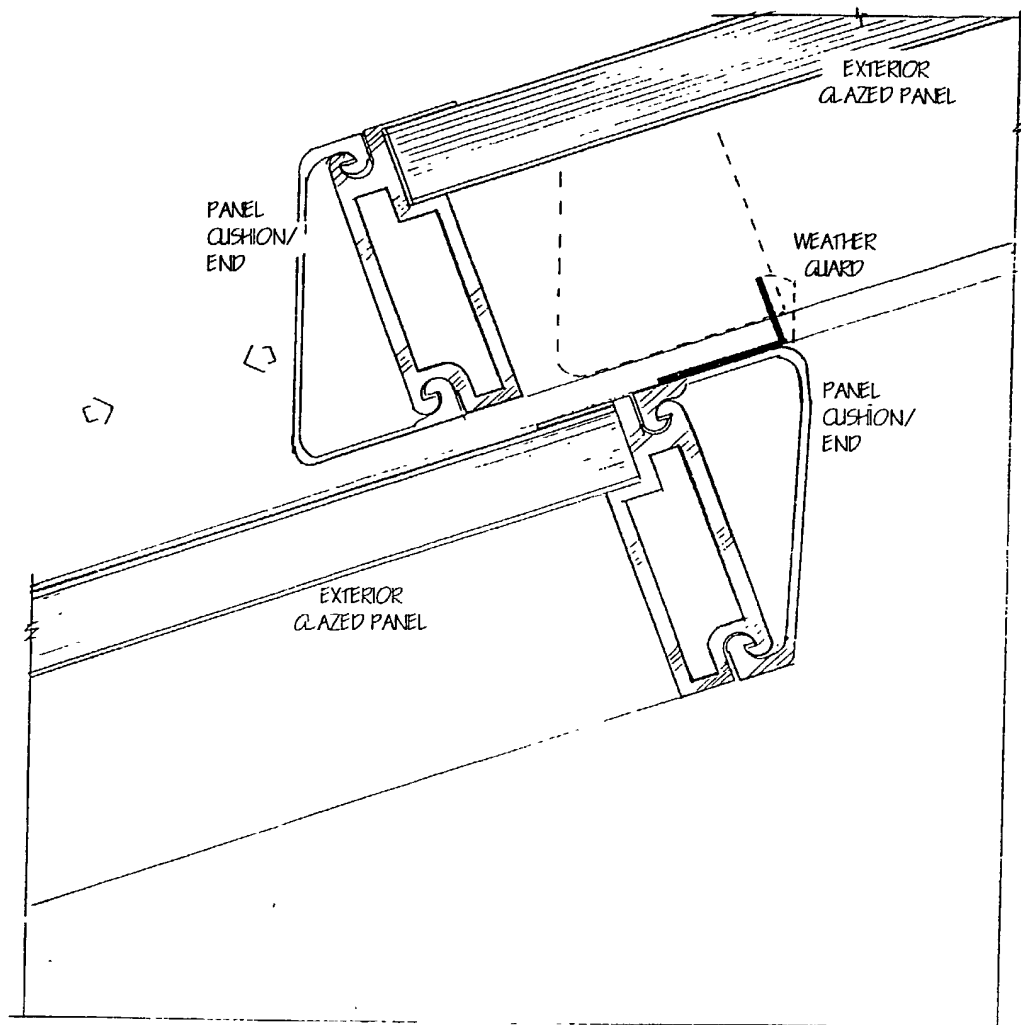 EXTERIOR
GLAZED PANEL
PANEL
CUSHION/
END
WEATHER
GUARD
PANEL
CUSHION/
END
EXTERIOR
GLAZED PANEL